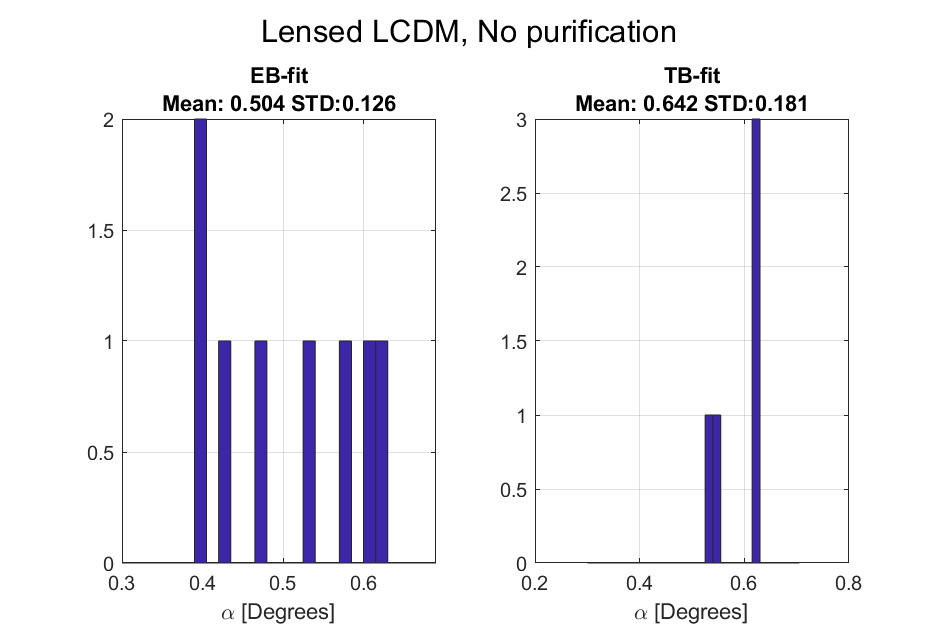 Lensed LCDM, No purification
EB-fit
Mean: 0.504 STD:0.126
2
1.5
1
0.5
0
0.3
0.4
0.5
0.6
α [Degrees]
TB-fit
Mean: 0.642 STD:0.181
3
2.5
2
1.5
1
0.5
0
0.2
0.4
0.6
0.8
α [Degrees]